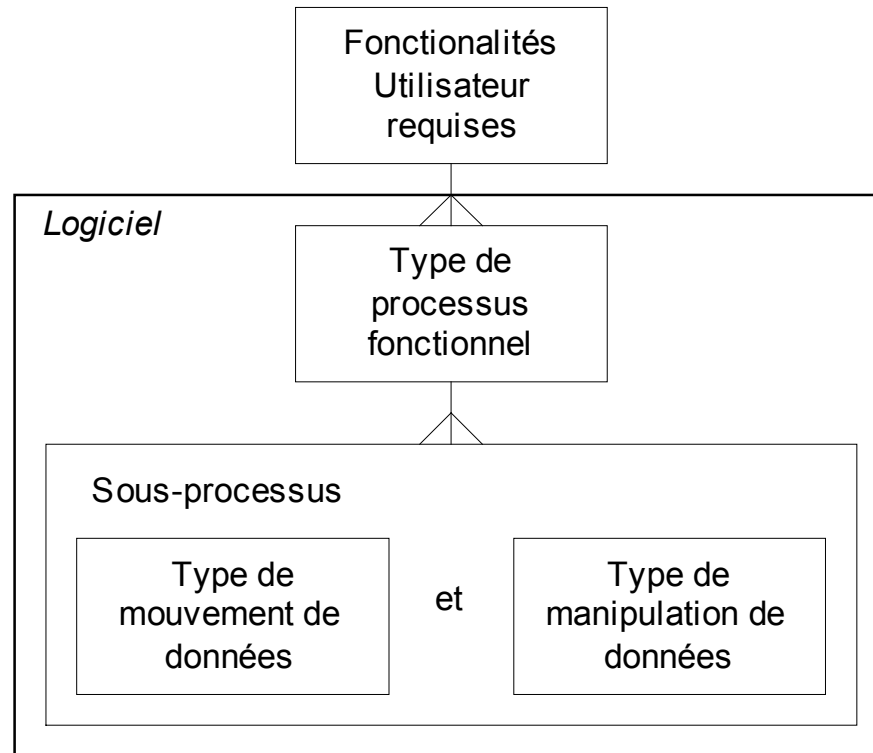 Fonctionalités
Utilisateur
requises
Logiciel
Type de
processus
fonctionnel
Sous-processus
Type de
mouvement de
données
et
Type de
manipulation de
données